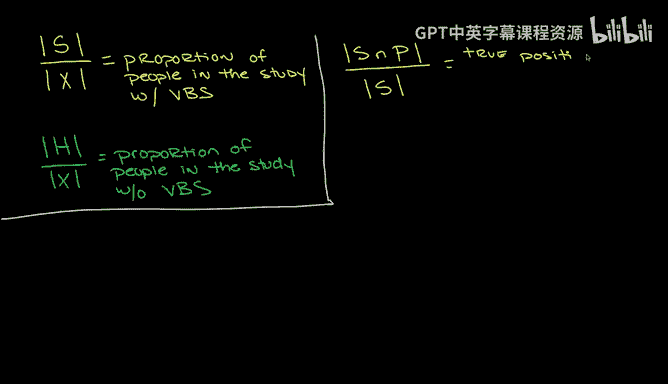 GPT中英字幕课程资源 bilibili
|S|/|X| = proportion of
people in the study
w/ VBS
|H|/|X| = proportion of
people in the study
w/o VBS
|S∩P|/|S| = true positi